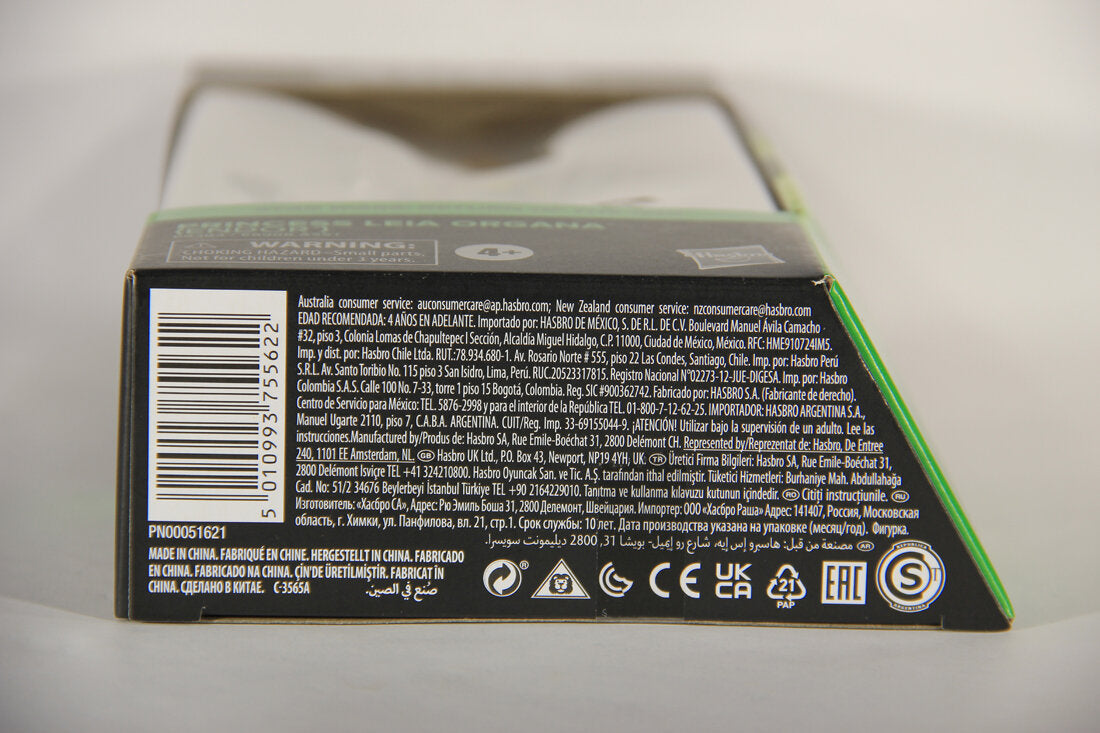 PRINCESS LEIA ORGANA
(ENDOR)
WARNING:
CHOKING HAZARD–Small parts.
Not for children under 3 years.
4+
Hasbro
5 010993 755622
PN00051621
Australia consumer service: auconsumercare@ap.hasbro.com; New Zealand consumer service: nzconsumercare@hasbro.com
EDAD RECOMENDADA: 4 AÑOS EN ADELANTE. Importado por: HASBRO DE MÉXICO, S. DE R.L. DE C.V. Boulevard Manuel Ávila Camacho
#32, piso 3, Colonia Lomas de Chapultepec I Sección, Alcaldía Miguel Hidalgo, C.P. 11000, Ciudad de México, México. RFC: HME910724IM5.
Imp. y dist. por: Hasbro Chile Ltda. RUT.:78.934.680-1. Av. Rosario Norte # 555, piso 22 Las Condes, Santiago, Chile. Imp. por: Hasbro Perú
S.R.L. Av. Santo Toribio No. 115 piso 3 San Isidro, Lima, Perú. RUC.20523317815. Registro Nacional N°02273-12-JUE-DIGESA. Imp. por: Hasbro
Colombia S.A.S. Calle 100 No. 7-33, torre 1 piso 15 Bogotá, Colombia. Reg. SIC #900362742. Fabricado por: HASBRO S.A. (Fabricante de derecho).
Centro de Servicio para México: TEL. 5876-2998 y para el interior de la República TEL. 01-800-7-12-62-25. IMPORTADOR: HASBRO ARGENTINA S.A.,
Manuel Ugarte 2110, piso 7, C.A.B.A. ARGENTINA. CUIT/Reg. Imp. 33-69155044-9. ¡ATENCIÓN! Utilizar bajo la supervisión de un adulto. Lee las
instrucciones.Manufactured by/Produs de: Hasbro SA, Rue Emile-Boéchat 31, 2800 Delémont CH. Represented by/Reprezentat de: Hasbro, De Entree
240, 1101 EE Amsterdam, NL. GB Hasbro UK Ltd., P.O. Box 43, Newport, NP19 4YH, UK. TR Üretici Firma Bilgileri: Hasbro SA, Rue Emile-Boéchat 31,
2800 Delémont İsviçre TEL +41 324210800. Hasbro Oyuncak San. ve Tic. A.Ş. tarafından ithal edilmiştir. Tüketici Hizmetleri: Burhaniye Mah. Abdullahağa
Cad. No: 51/2 34676 Beylerbeyi İstanbul Türkiye TEL +90 2164229010. Tanıtma ve kullanma kılavuzu kutunun içindedir. RO Citiți instrucțiunile. RU
Изготовитель: «Хасбро СА», Адрес: Рю Эмиль Боша 31, 2800 Делемонт, Швейцария. Импортер: ООО «Хасбро Раша» Адрес: 141407, Россия, Московская
область, г. Химки, ул. Панфилова, вл. 21, стр.1. Срок службы: 10 лет. Дата производства указана на упаковке (месяц/год). Фигурка.
AR مصنعة من قبل: هاسبرو إس إيه، شارع رو إيميل- بويشا 31, 2800 ديليمونت سويسرا.
MADE IN CHINA. FABRIQUÉ EN CHINE. HERGESTELLT IN CHINA. FABRICADO
EN CHINA. FABRICADO NA CHINA. ÇİN'DE ÜRETİLMİŞTİR. FABRICAT ÎN
CHINA. СДЕЛАНО В КИТАЕ. C-3565A صنع في الصين.
® CE UK CA 21 PAP EAC REPUBLICA S ARGENTINA